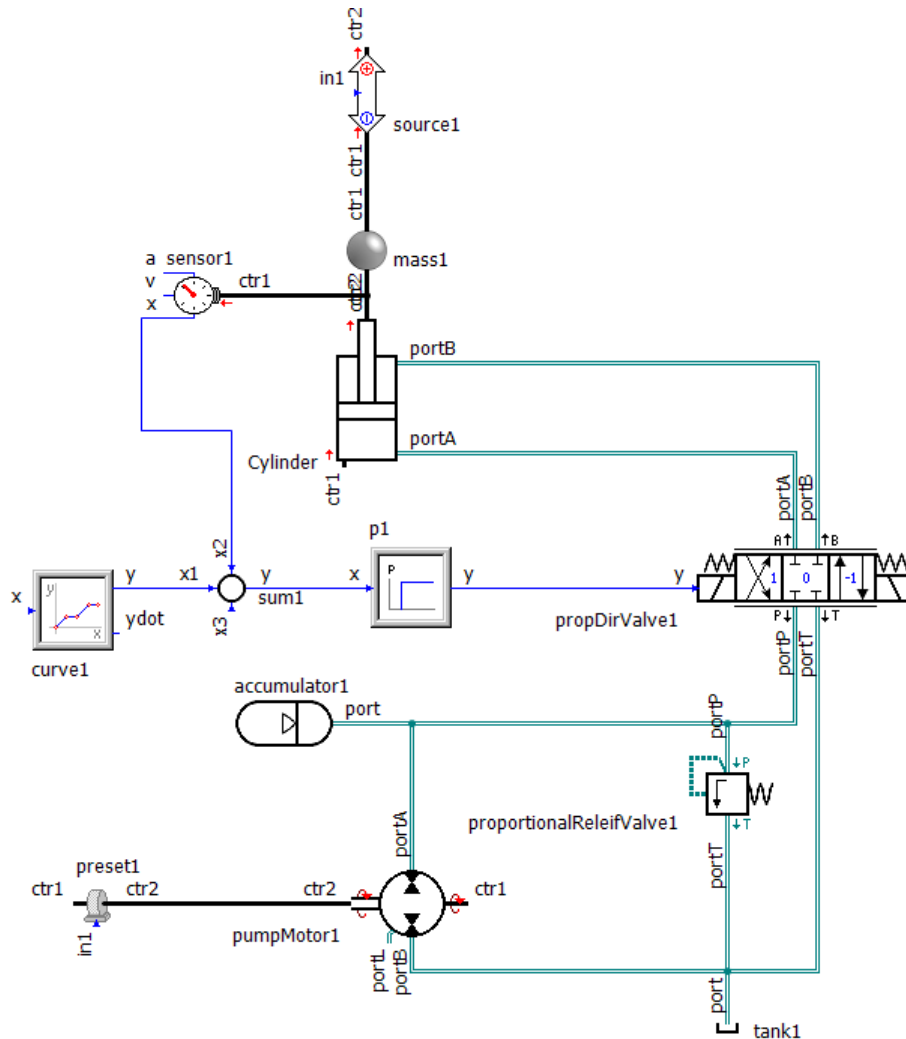 ctr2
in1
source1
ctr1
ctr1
a sensor1
v
x
ctr1
mass1
ctr2
portB
portA
Cylinder
ctr1
portA
portB
A
B
p1
P
x2
x
y
ydot
x1
y
sum1
x3
x
y
y
1
0
-1
y
x
curve1
propDirValve1
P
T
portP
portT
accumulator1
port
portP
P
proportionalReleifValve1
T
portA
portT
preset1
ctr1
ctr2
ctr2
ctr1
in1
pumpMotor1
portL
portB
port
tank1